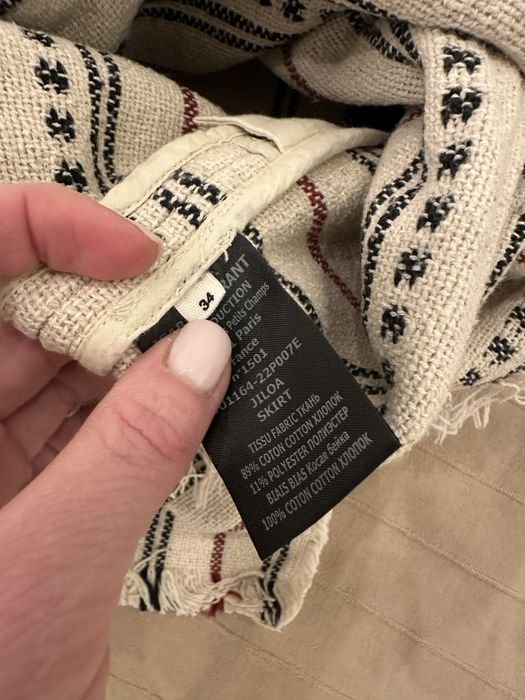 34
RANT
DUCTION
Petits Champs
Paris
rance
1501
01164-22P007E
JILOA
SKIRT
TISSU FABRIC ТКАНЬ
89% COTON COTTON ХЛОПОК
11% POLYESTER ПОЛИЭСТЕР
BIAIS BIAS Косая бейка
100% COTON COTTON ХЛОПОК